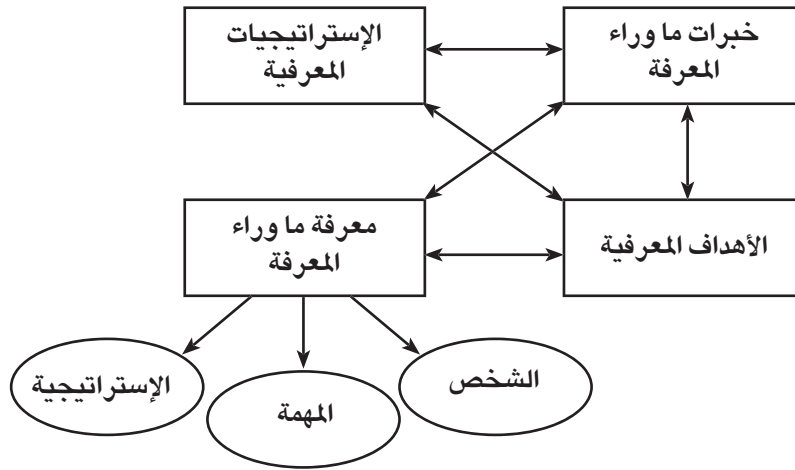 خبرات ما وراء
المعرفة
الإستراتيجيات
المعرفية
الأهداف المعرفية
معرفة ما وراء
المعرفة
الشخص
المهمة
الإستراتيجية